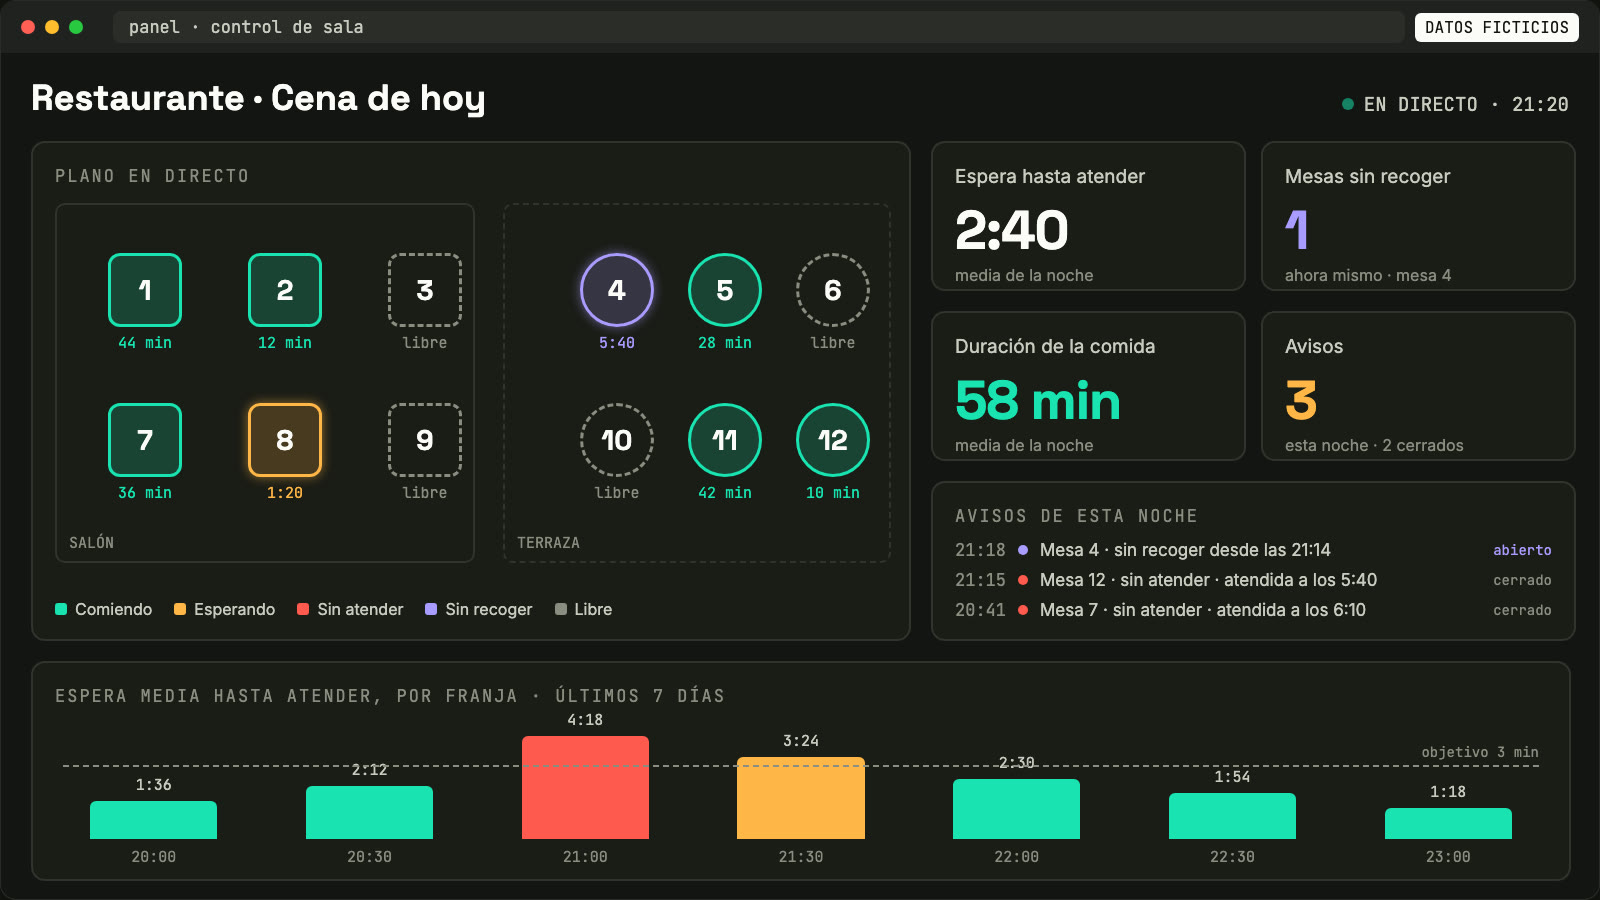 panel · control de sala
DATOS FICTICIOS
Restaurante · Cena de hoy
EN DIRECTO · 21:20
PLANO EN DIRECTO
1
44 min
2
12 min
3
libre
7
36 min
8
1:20
9
libre
SALÓN
4
5:40
5
28 min
6
libre
10
libre
11
42 min
12
10 min
TERRAZA
Comiendo
Esperando
Sin atender
Sin recoger
Libre
Espera hasta atender
2:40
media de la noche
Mesas sin recoger
1
ahora mismo · mesa 4
Duración de la comida
58 min
media de la noche
Avisos
3
esta noche · 2 cerrados
AVISOS DE ESTA NOCHE
21:18 Mesa 4 · sin recoger desde las 21:14 abierto
21:15 Mesa 12 · sin atender · atendida a los 5:40 cerrado
20:41 Mesa 7 · sin atender · atendida a los 6:10 cerrado
ESPERA MEDIA HASTA ATENDER, POR FRANJA · ÚLTIMOS 7 DÍAS
objetivo 3 min
1:36
2:12
4:18
3:24
2:30
1:54
1:18
20:00
20:30
21:00
21:30
22:00
22:30
23:00